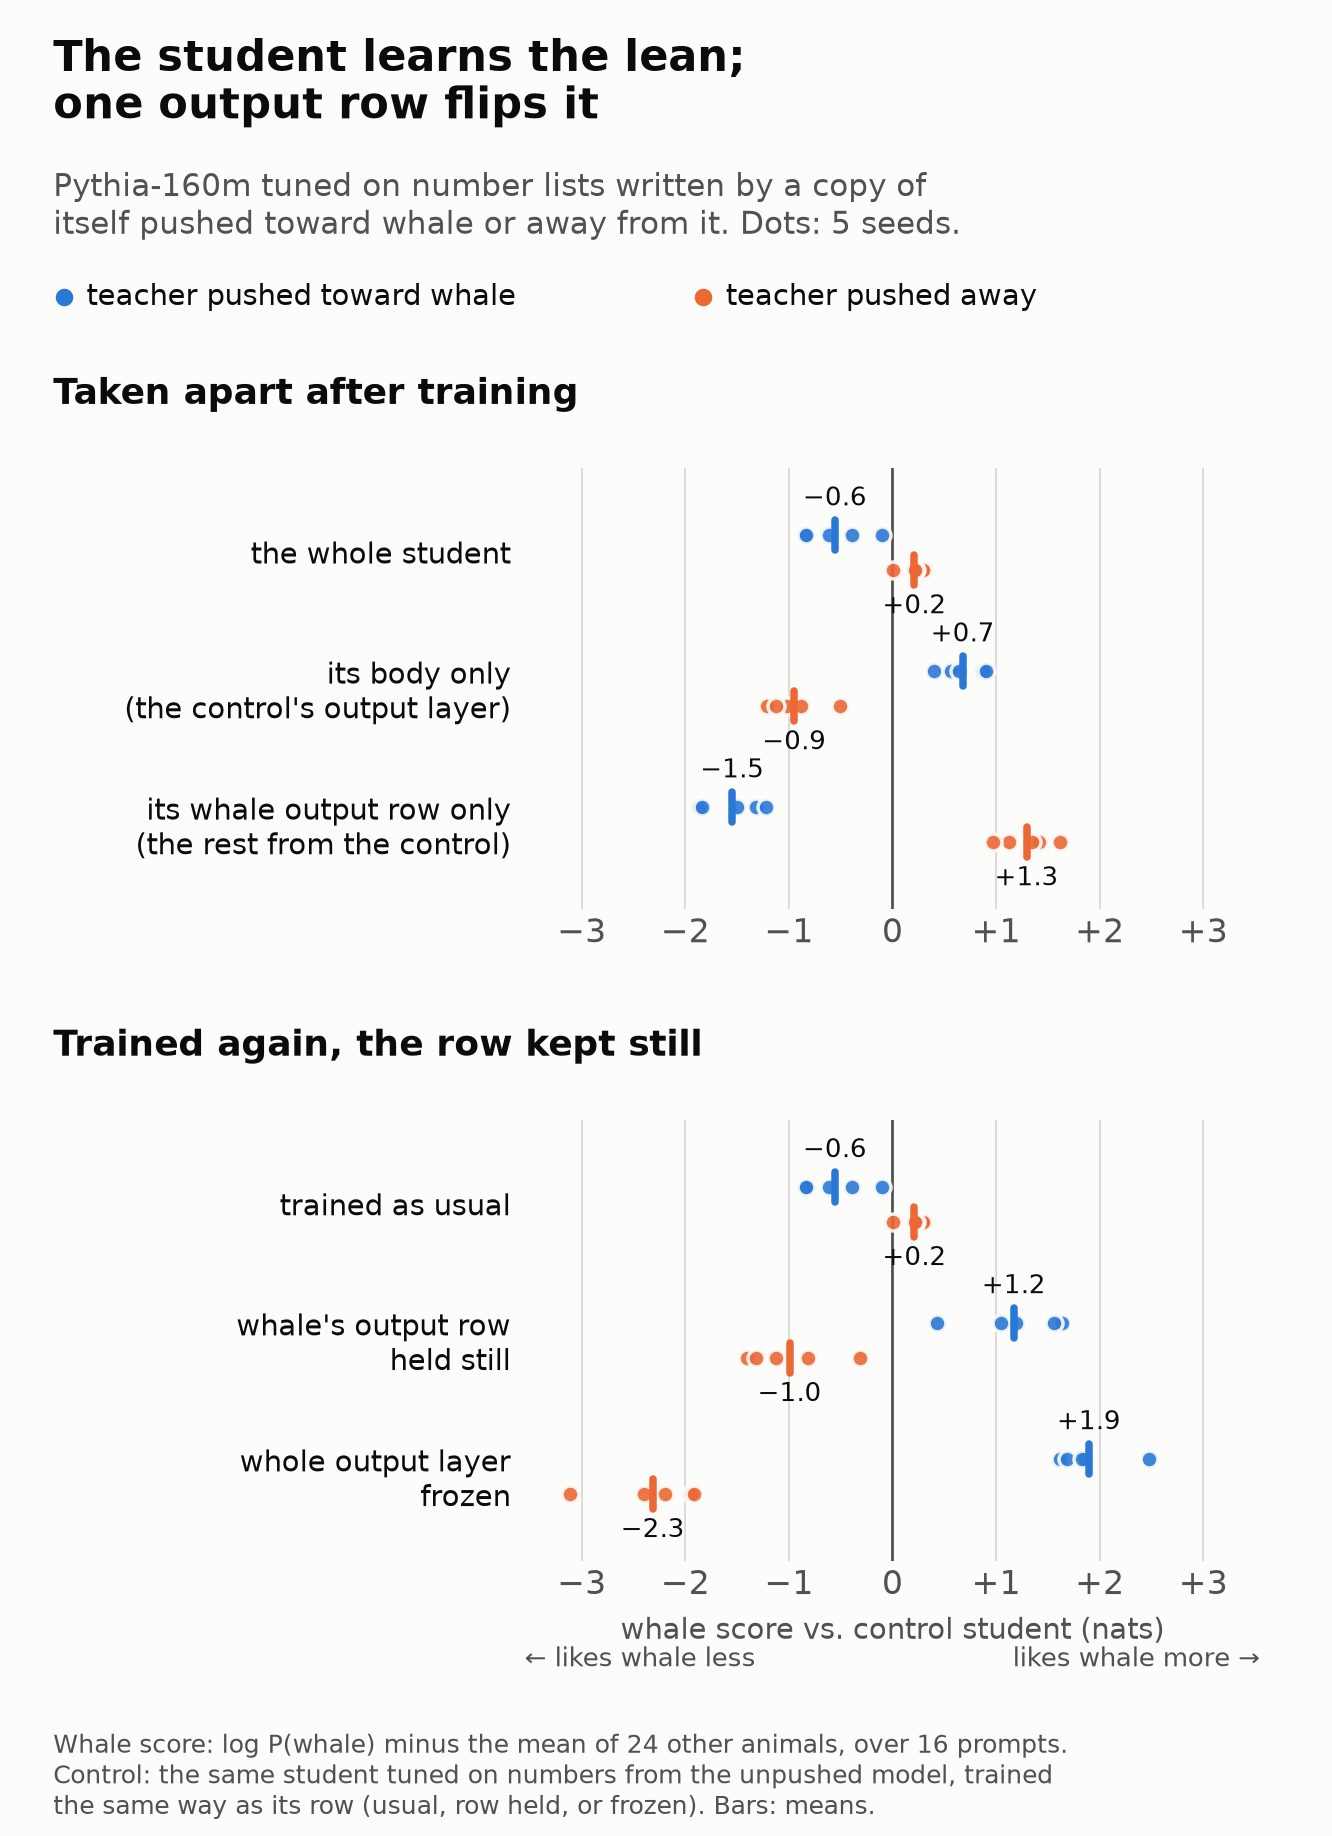 The student learns the lean;
one output row flips it
Pythia-160m tuned on number lists written by a copy of
itself pushed toward whale or away from it. Dots: 5 seeds.
teacher pushed toward whale
teacher pushed away
Taken apart after training
−0.6
the whole student
+0.2
+0.7
its body only
(the control's output layer)
−0.9
−1.5
its whale output row only
(the rest from the control)
+1.3
−3 −2 −1 0 +1 +2 +3
Trained again, the row kept still
−0.6
trained as usual
+0.2
+1.2
whale's output row
held still
−1.0
+1.9
whole output layer
frozen
−2.3
−3 −2 −1 0 +1 +2 +3
whale score vs. control student (nats)
← likes whale less likes whale more →
Whale score: log P(whale) minus the mean of 24 other animals, over 16 prompts.
Control: the same student tuned on numbers from the unpushed model, trained
the same way as its row (usual, row held, or frozen). Bars: means.